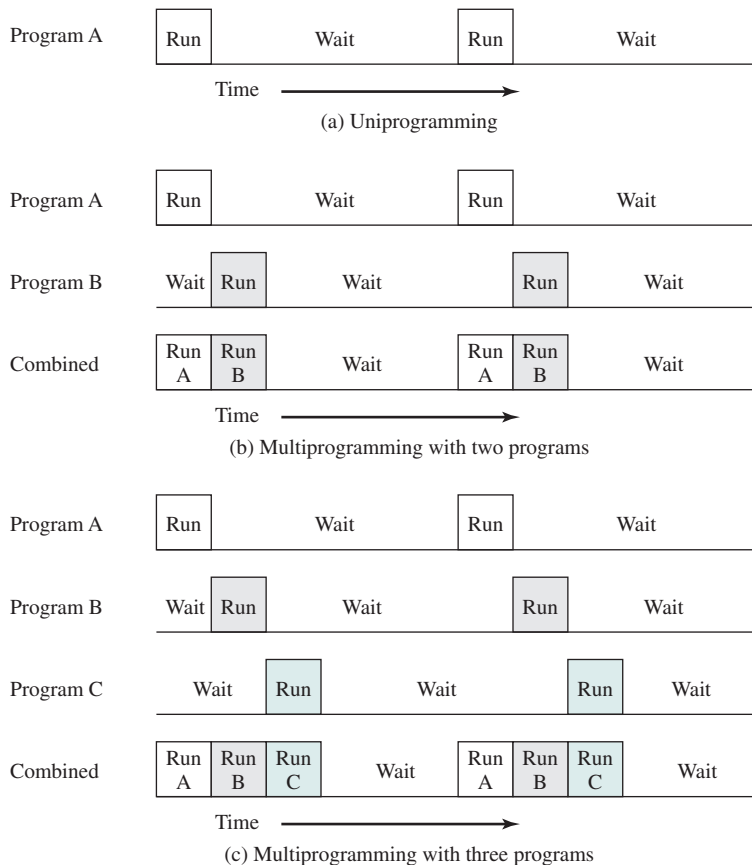 Program A Run Wait Run Wait
Time
(a) Uniprogramming
Program A Run Wait Run Wait
Program B Wait Run Wait Run Wait
Combined Run A Run B Wait Run A Run B Wait
Time
(b) Multiprogramming with two programs
Program A Run Wait Run Wait
Program B Wait Run Wait Run Wait
Program C Wait Run Wait Run Wait
Combined Run A Run B Run C Wait Run A Run B Run C Wait
Time
(c) Multiprogramming with three programs